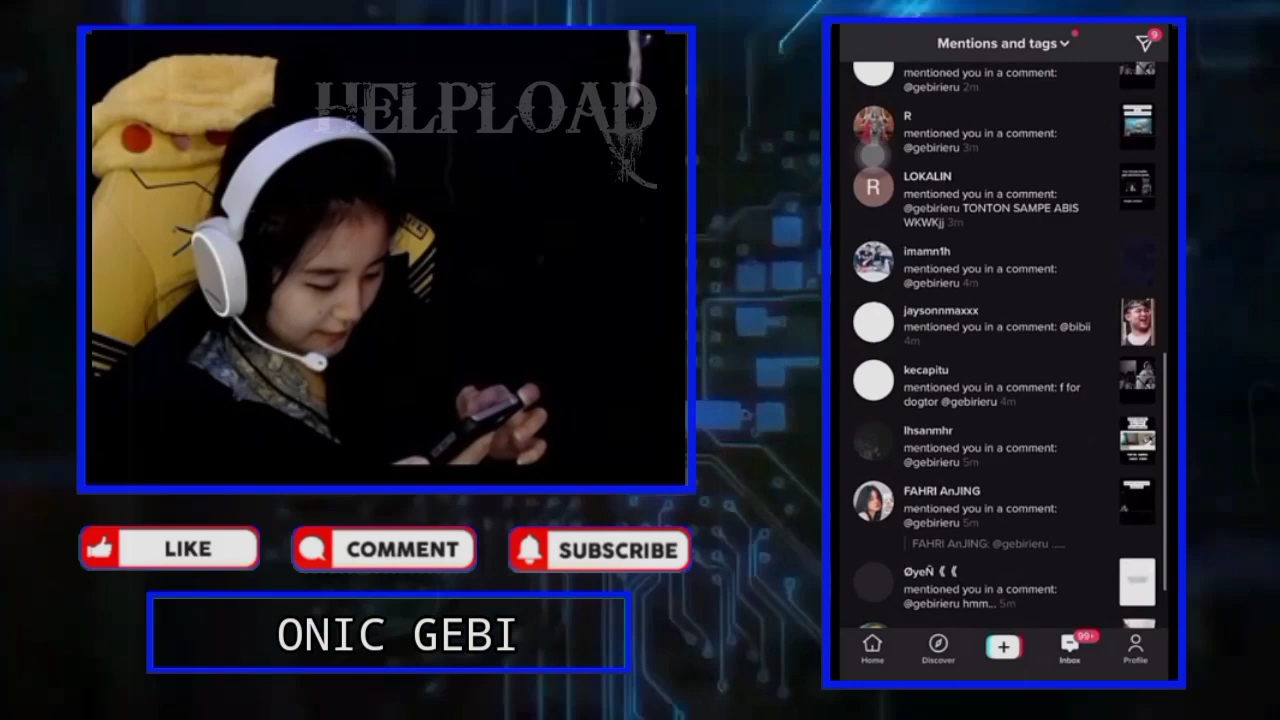 HELPLOAD
LIKE
COMMENT
SUBSCRIBE
ONIC GEBI
Mentions and tags
9
mentioned you in a comment:
@gebirieru 2m
R
mentioned you in a comment:
@gebirieru 3m
R
LOKALIN
mentioned you in a comment:
@gebirieru TONTON SAMPE ABIS
WKWKjj 3m
imamn1h
mentioned you in a comment:
@gebirieru 4m
jaysonnmaxxx
mentioned you in a comment: @bibii
4m
kecapitu
mentioned you in a comment: f for
dogtor @gebirieru 4m
Ihsanmhr
mentioned you in a comment:
@gebirieru 5m
FAHRI AnJING
mentioned you in a comment:
@gebirieru 5m
FAHRI AnJING: @gebirieru .....
ØyeÑ《《
mentioned you in a comment:
@gebirieru hmm... 5m
99+
Home
Discover
Inbox
Profile